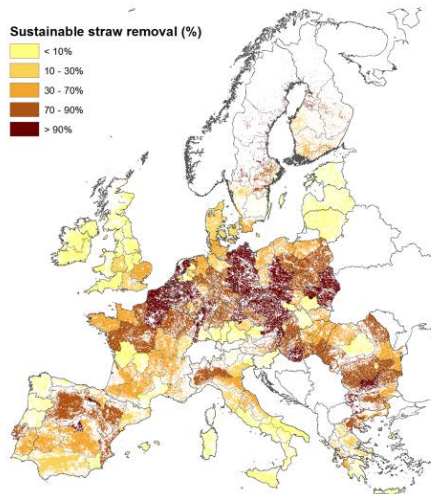 Sustainable straw removal (%)
< 10%
10 - 30%
30 - 70%
70 - 90%
> 90%